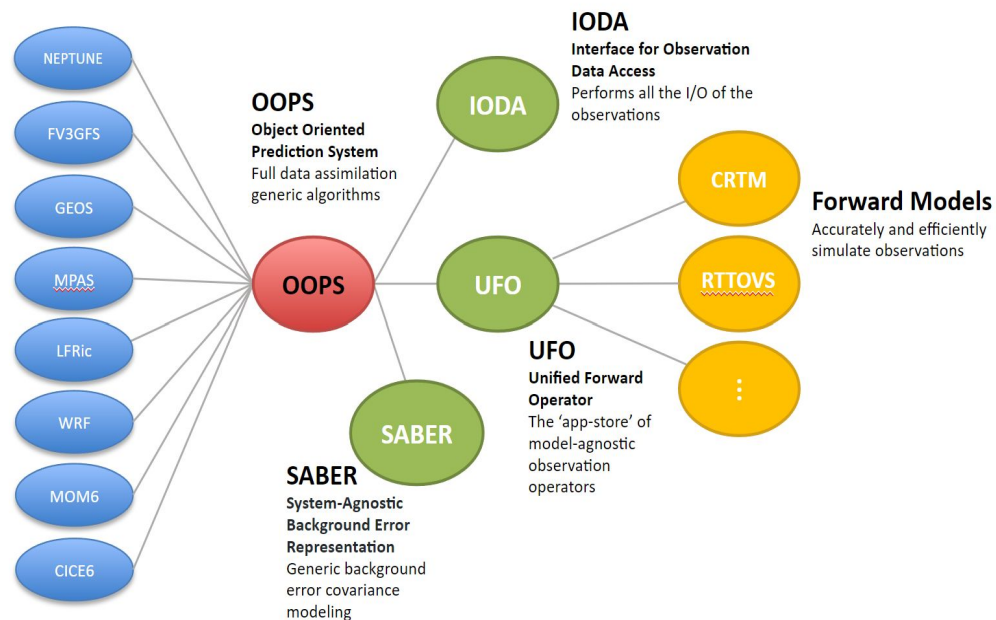 NEPTUNE
FV3GFS
GEOS
MPAS
LFRic
WRF
MOM6
CICE6
OOPS
Object Oriented
Prediction System
Full data assimilation
generic algorithms
OOPS
IODA
IODA
Interface for Observation
Data Access
Performs all the I/O of the
observations
UFO
UFO
Unified Forward
Operator
The ‘app-store’ of
model-agnostic
observation
operators
SABER
SABER
System-Agnostic
Background Error
Representation
Generic background
error covariance
modeling
CRTM
RTTOVS
⋮
Forward Models
Accurately and efficiently
simulate observations